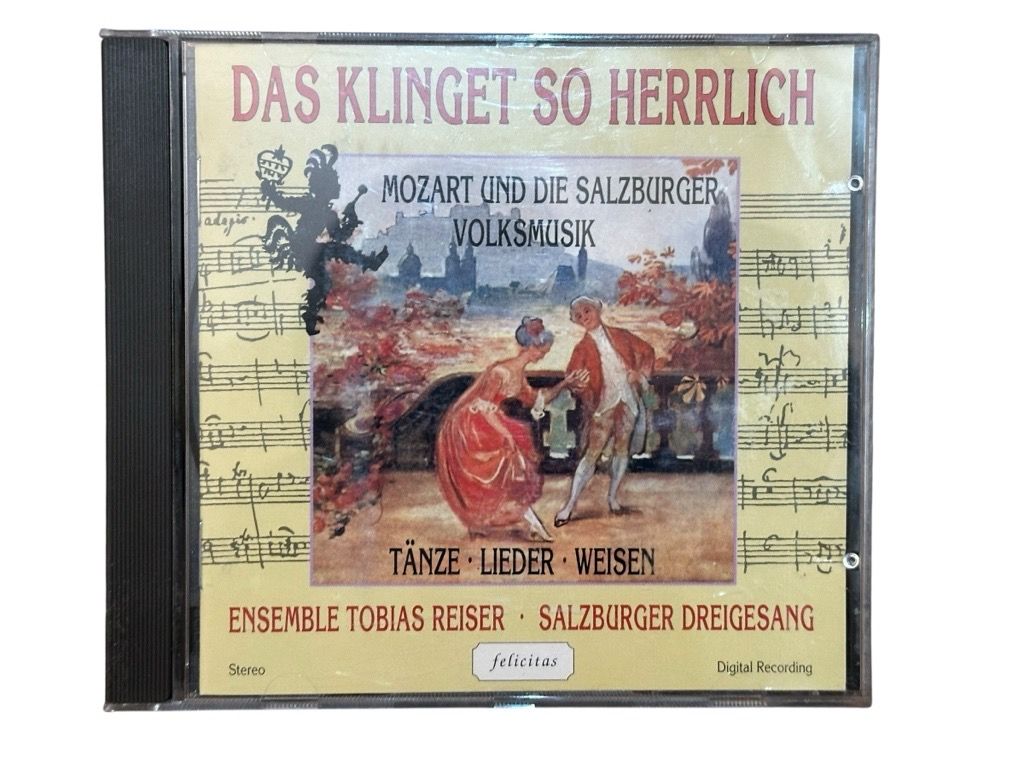 DAS KLINGET SO HERRLICH
MOZART UND DIE SALZBURGER
VOLKSMUSIK
adagio.
TÄNZE · LIEDER · WEISEN
ENSEMBLE TOBIAS REISER · SALZBURGER DREIGESANG
felicitas
Stereo
Digital Recording